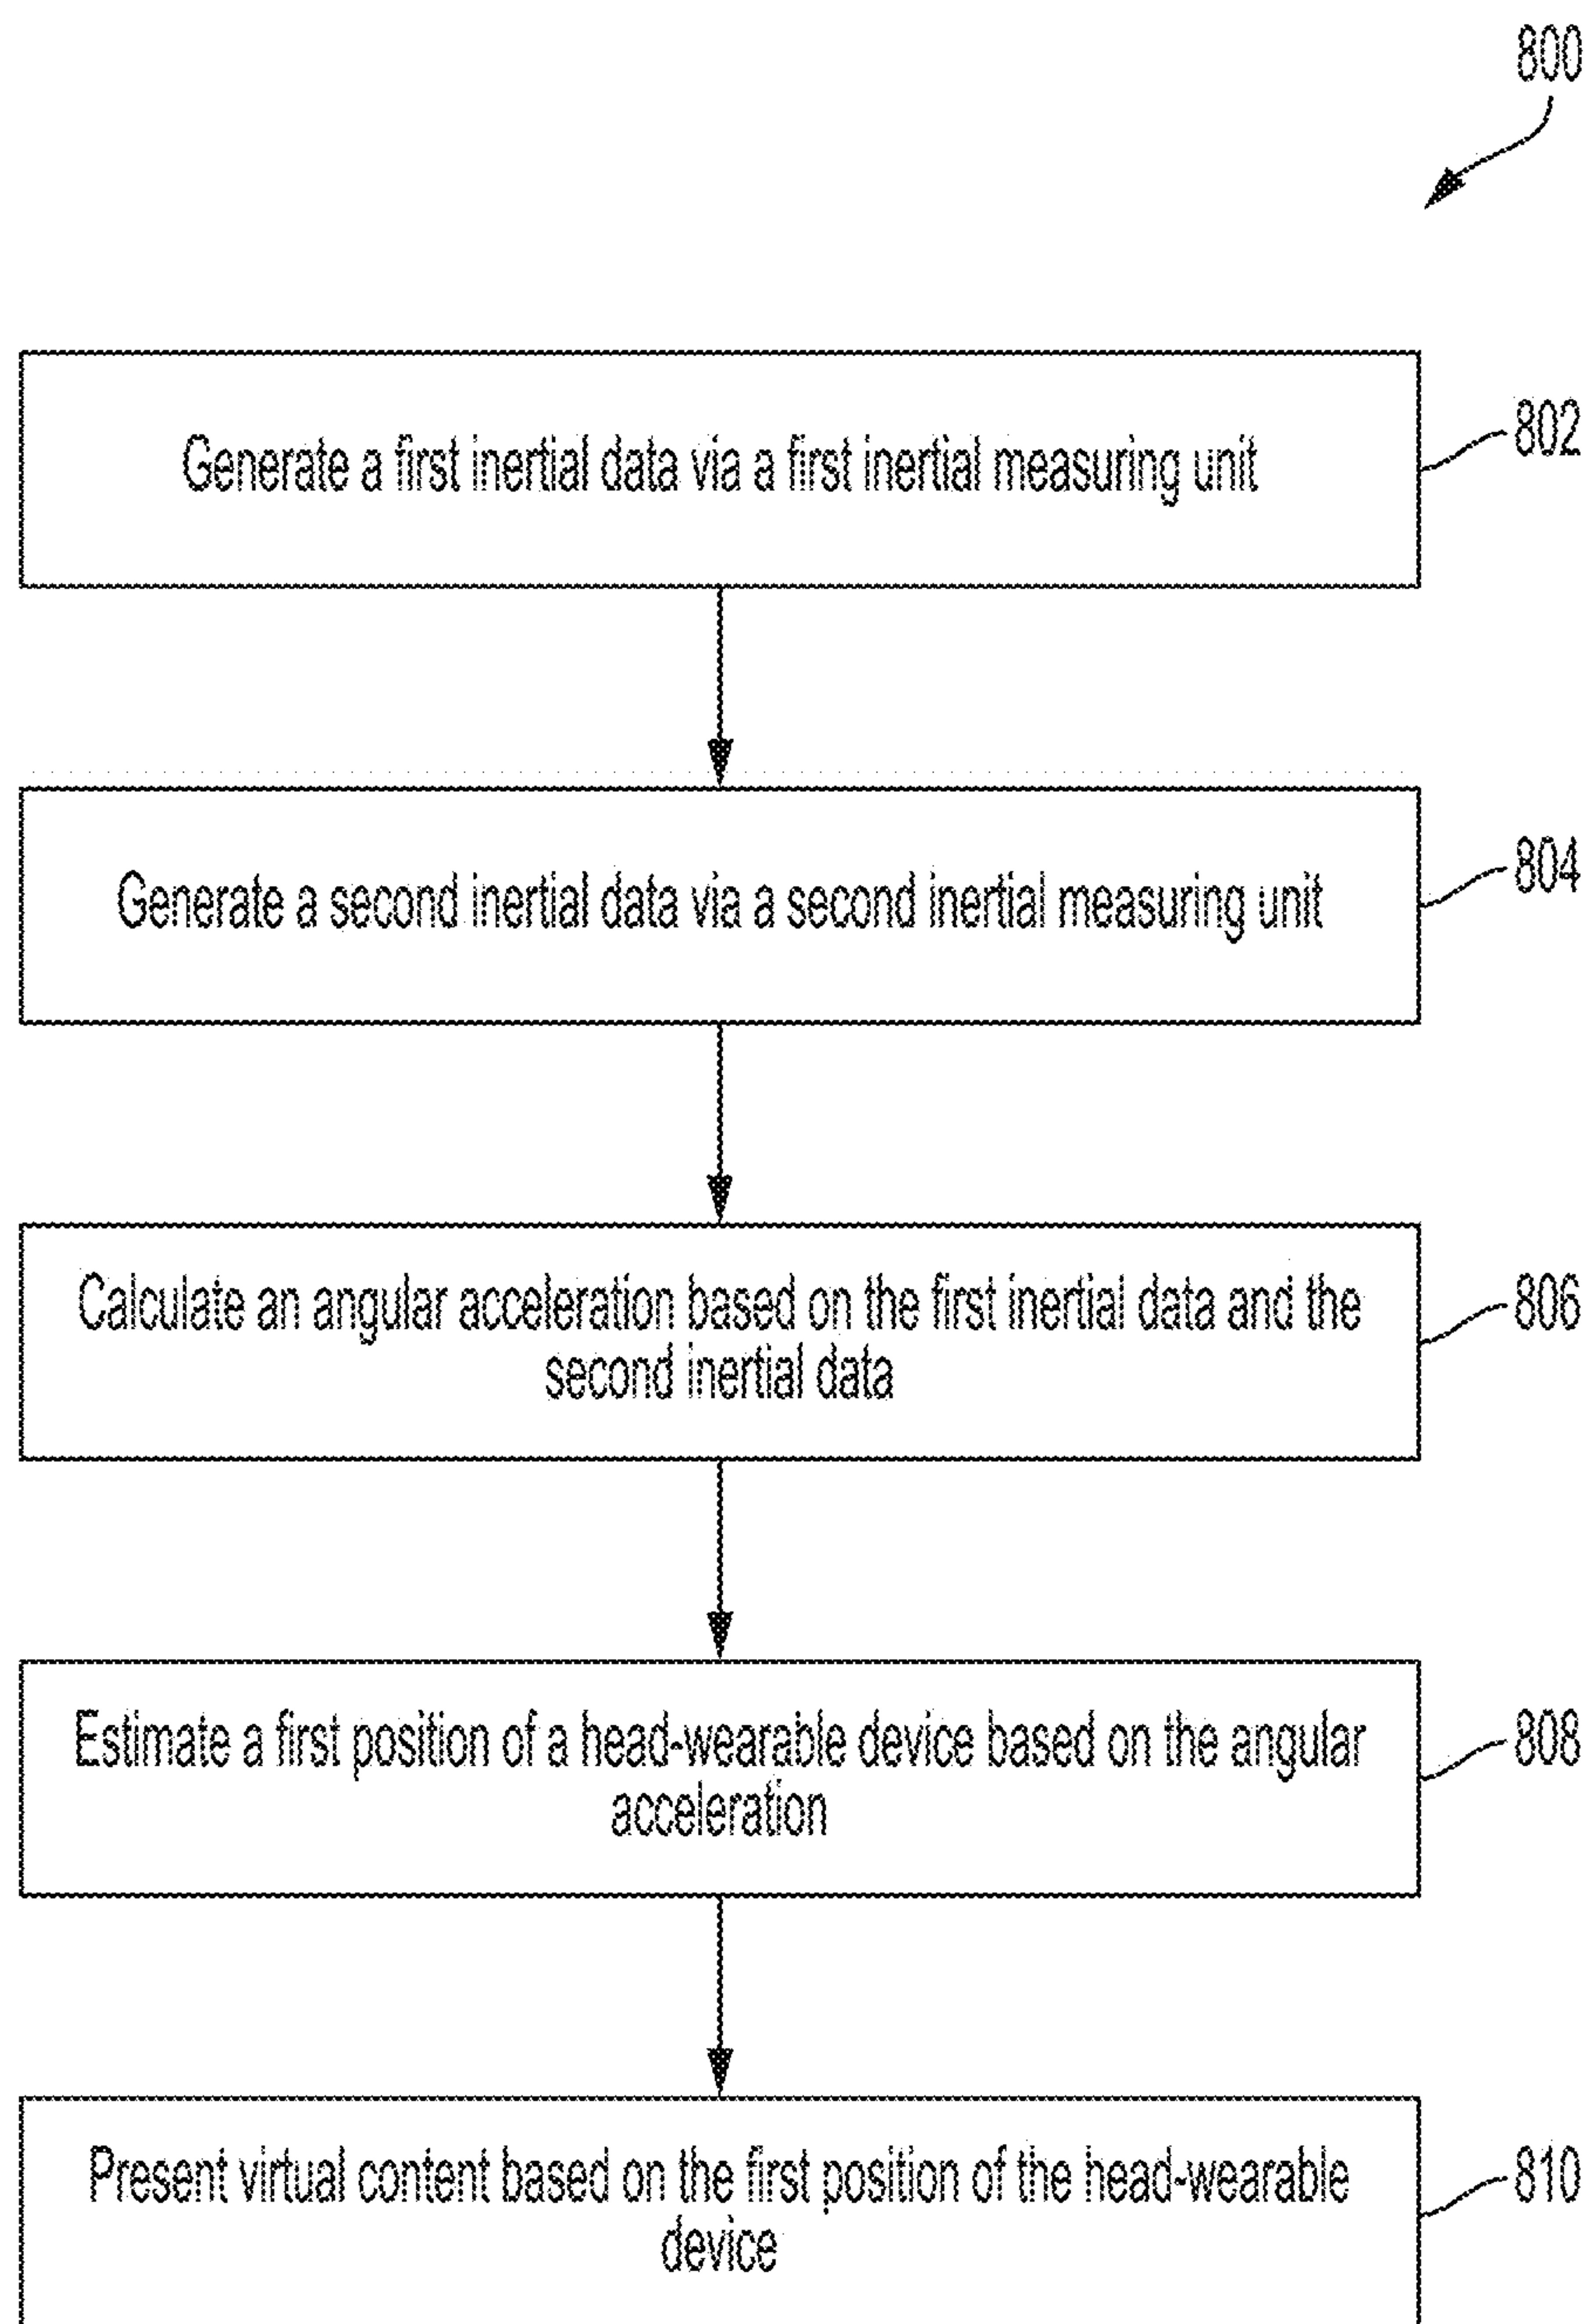 800
Generate a first inertial data via a first inertial measuring unit
802
Generate a second inertial data via a second inertial measuring unit
804
Calculate an angular acceleration based on the first inertial data and the
second inertial data
806
Estimate a first position of a head-wearable device based on the angular
acceleration
808
Present virtual content based on the first position of the head-wearable
device
810